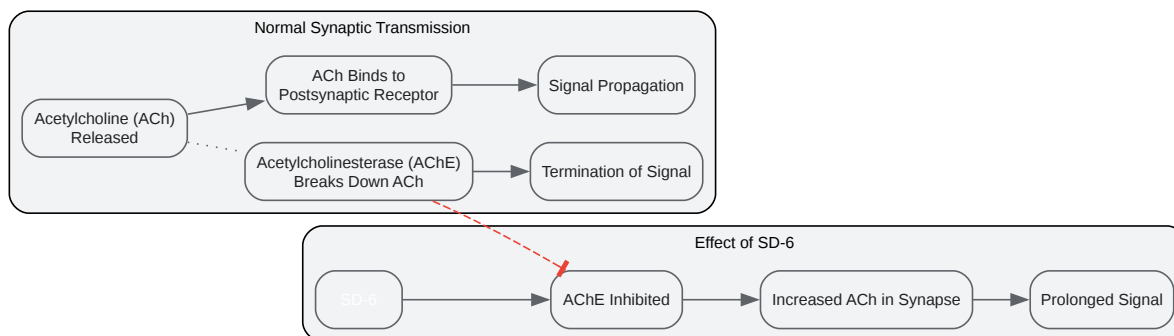 Normal Synaptic Transmission
ACh Binds to
Postsynaptic Receptor
Signal Propagation
Acetylcholine (ACh)
Released
Acetylcholinesterase (AChE)
Breaks Down ACh
Termination of Signal
Effect of SD-6
SD-6
AChE Inhibited
Increased ACh in Synapse
Prolonged Signal